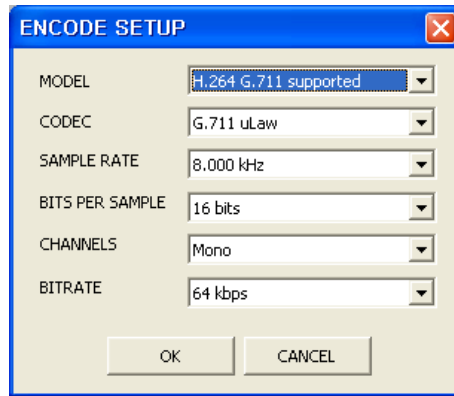 ENCODE SETUP
MODEL H.264 G.711 supported
CODEC G.711 uLaw
SAMPLE RATE 8.000 kHz
BITS PER SAMPLE 16 bits
CHANNELS Mono
BITRATE 64 kbps
OK CANCEL